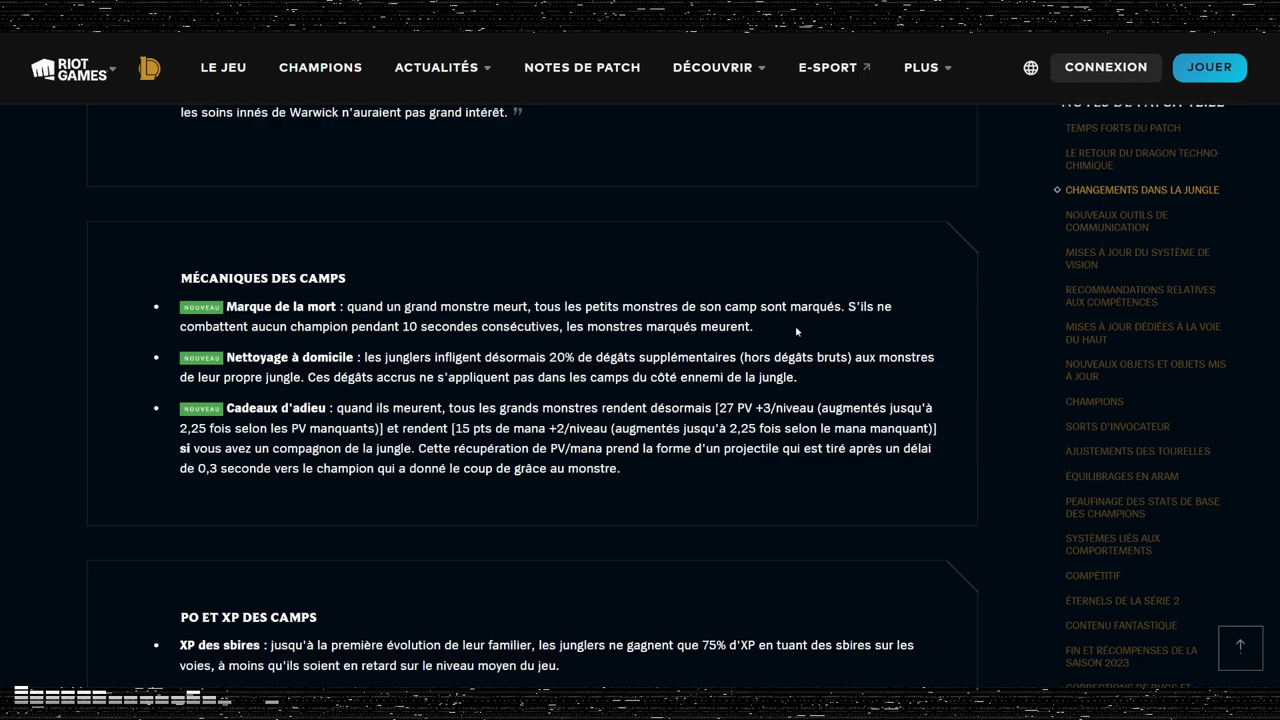 RIOT GAMES
LE JEU
CHAMPIONS
ACTUALITÉS
NOTES DE PATCH
DÉCOUVRIR
E-SPORT
PLUS
CONNEXION
JOUER
les soins innés de Warwick n'auraient pas grand intérêt. ”
MÉCANIQUES DES CAMPS
• NOUVEAU Marque de la mort : quand un grand monstre meurt, tous les petits monstres de son camp sont marqués. S'ils ne
combattent aucun champion pendant 10 secondes consécutives, les monstres marqués meurent.
• NOUVEAU Nettoyage à domicile : les junglers infligent désormais 20% de dégâts supplémentaires (hors dégâts bruts) aux monstres
de leur propre jungle. Ces dégâts accrus ne s'appliquent pas dans les camps du côté ennemi de la jungle.
• NOUVEAU Cadeaux d'adieu : quand ils meurent, tous les grands monstres rendent désormais [27 PV +3/niveau (augmentés jusqu'à
2,25 fois selon les PV manquants)] et rendent [15 pts de mana +2/niveau (augmentés jusqu'à 2,25 fois selon le mana manquant)]
si vous avez un compagnon de la jungle. Cette récupération de PV/mana prend la forme d'un projectile qui est tiré après un délai
de 0,3 seconde vers le champion qui a donné le coup de grâce au monstre.
PO ET XP DES CAMPS
• XP des sbires : jusqu'à la première évolution de leur familier, les junglers ne gagnent que 75% d'XP en tuant des sbires sur les
voies, à moins qu'ils soient en retard sur le niveau moyen du jeu.
TEMPS FORTS DU PATCH
LE RETOUR DU DRAGON TECHNO-
CHIMIQUE
CHANGEMENTS DANS LA JUNGLE
NOUVEAUX OUTILS DE
COMMUNICATION
MISES À JOUR DU SYSTÈME DE
VISION
RECOMMANDATIONS RELATIVES
AUX COMPÉTENCES
MISES À JOUR DÉDIÉES À LA VOIE
DU HAUT
NOUVEAUX OBJETS ET OBJETS MIS
À JOUR
CHAMPIONS
SORTS D'INVOCATEUR
AJUSTEMENTS DES TOURELLES
ÉQUILIBRAGES EN ARAM
PEAUFINAGE DES STATS DE BASE
DES CHAMPIONS
SYSTÈMES LIÉS AUX
COMPORTEMENTS
COMPÉTITIF
ÉTERNELS DE LA SÉRIE 2
CONTENU FANTASTIQUE
FIN ET RÉCOMPENSES DE LA
SAISON 2023